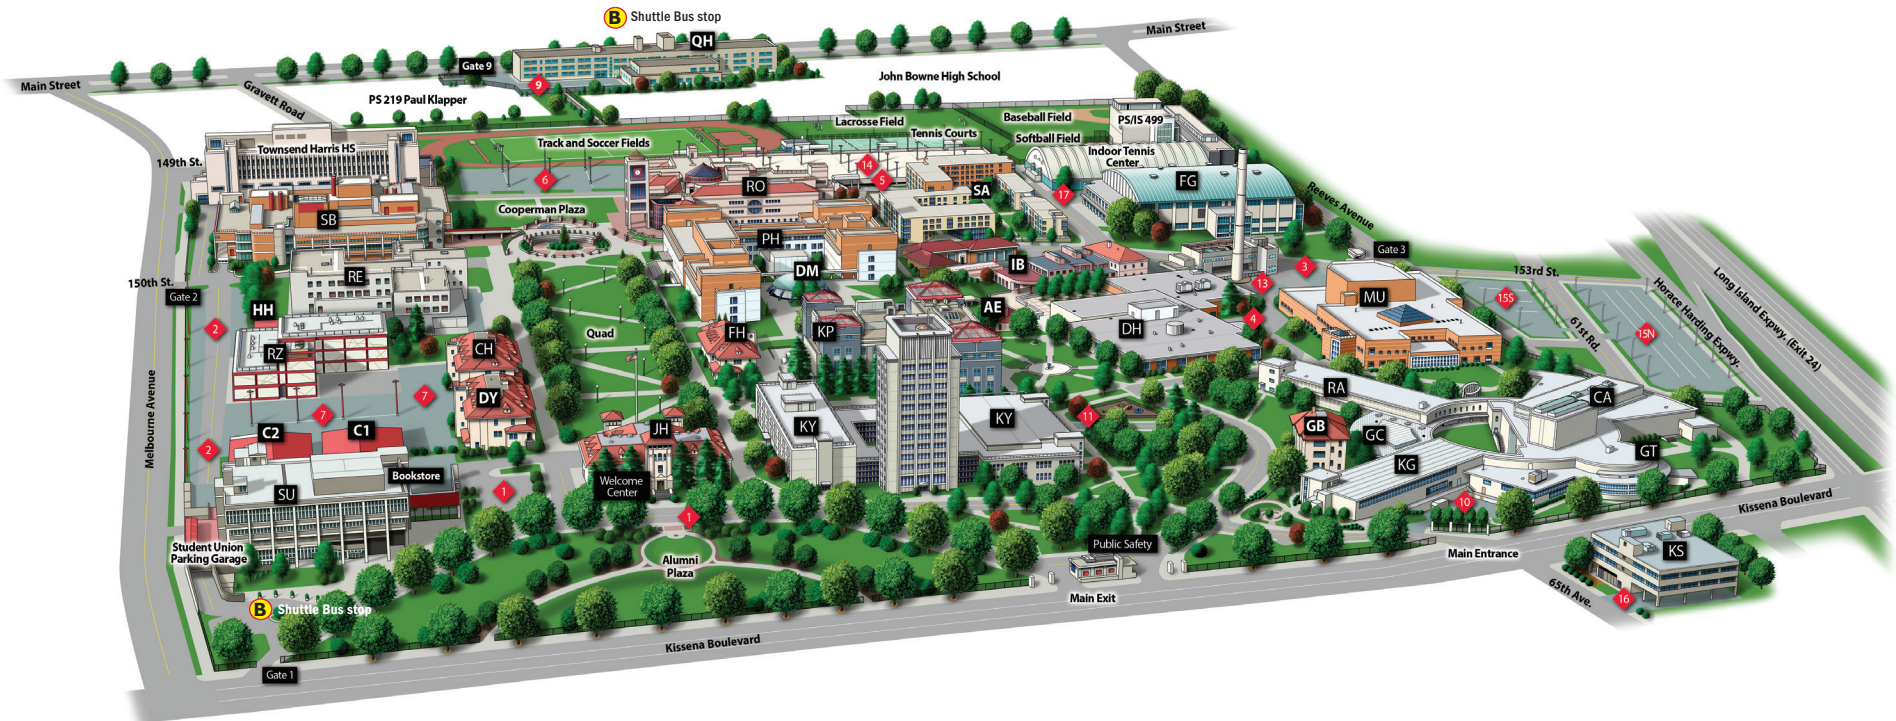 B Shuttle Bus stop
Main Street
QH
Gate 9
Main Street
9
John Bowne High School
Gravett Road
PS 219 Paul Klapper
Lacrosse Field
Baseball Field
PS/IS 499
Tennis Courts
Softball Field
Track and Soccer Fields
Townsend Harris HS
Indoor Tennis
Center
149th St.
14
5
6
RO
SA
17
FG
Reeves Avenue
Cooperman Plaza
SB
PH
Gate 3
DM
IB
3
153rd St.
Long Island Expwy. (Exit 24)
Horace Harding Expwy.
RE
150th St.
Gate 2
HH
13
MU
15S
AE
4
61st Rd.
15N
2
Quad
FH
KP
DH
RZ
CH
DY
7
7
RA
CA
Melbourne Avenue
C2
C1
JH
KY
KY
11
GB
GC
2
KG
GT
Bookstore
SU
Welcome
Center
1
1
10
Kissena Boulevard
Student Union
Parking Garage
Alumni
Plaza
Public Safety
Main Entrance
KS
B Shuttle Bus stop
Main Exit
65th Ave.
16
Kissena Boulevard
Gate 1